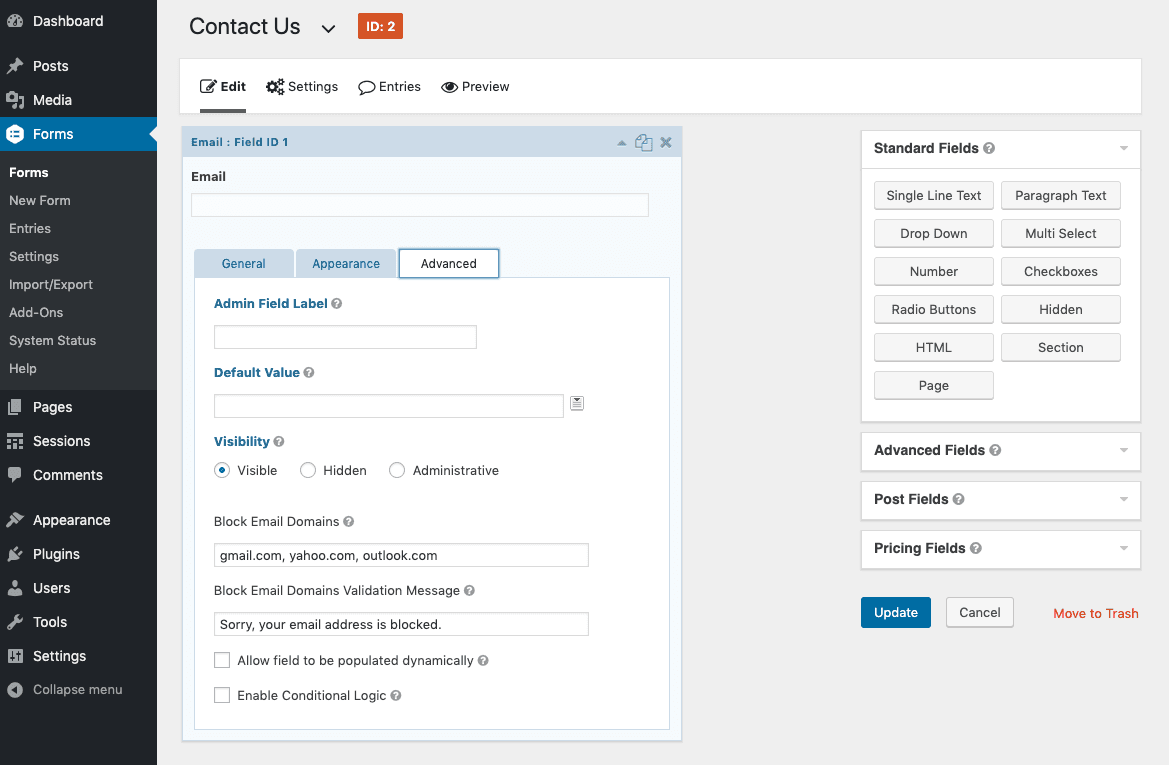 Dashboard
Posts
Media
Forms
Forms
New Form
Entries
Settings
Import/Export
Add-Ons
System Status
Help
Pages
Sessions
Comments
Appearance
Plugins
Users
Tools
Settings
Collapse menu
Contact Us ID: 2
Edit Settings Entries Preview
Email : Field ID 1
Email
General Appearance Advanced
Admin Field Label
Default Value
Visibility
Visible Hidden Administrative
Block Email Domains
gmail.com, yahoo.com, outlook.com
Block Email Domains Validation Message
Sorry, your email address is blocked.
Allow field to be populated dynamically
Enable Conditional Logic
Standard Fields
Single Line Text Paragraph Text
Drop Down Multi Select
Number Checkboxes
Radio Buttons Hidden
HTML Section
Page
Advanced Fields
Post Fields
Pricing Fields
Update Cancel Move to Trash